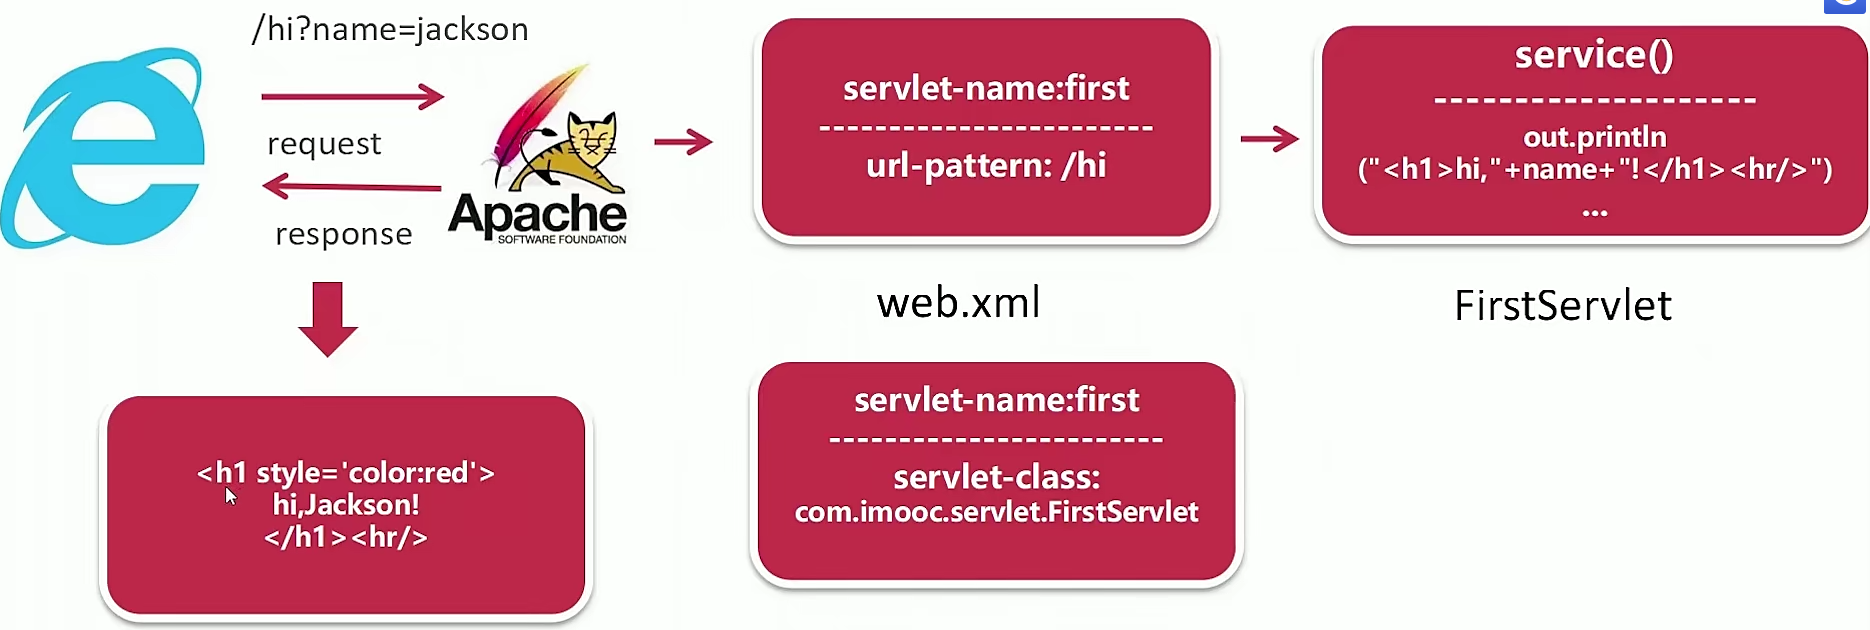 /hi?name=jackson
request
response
Apache
SOFTWARE FOUNDATION
servlet-name:first
------------------------
url-pattern: /hi
web.xml
service()
--------------------
out.println
("<h1>hi,"+name+"!</h1><hr/>")
...
FirstServlet
<h1 style='color:red'>
hi,Jackson!
</h1><hr/>
servlet-name:first
------------------------
servlet-class:
com.imooc.servlet.FirstServlet